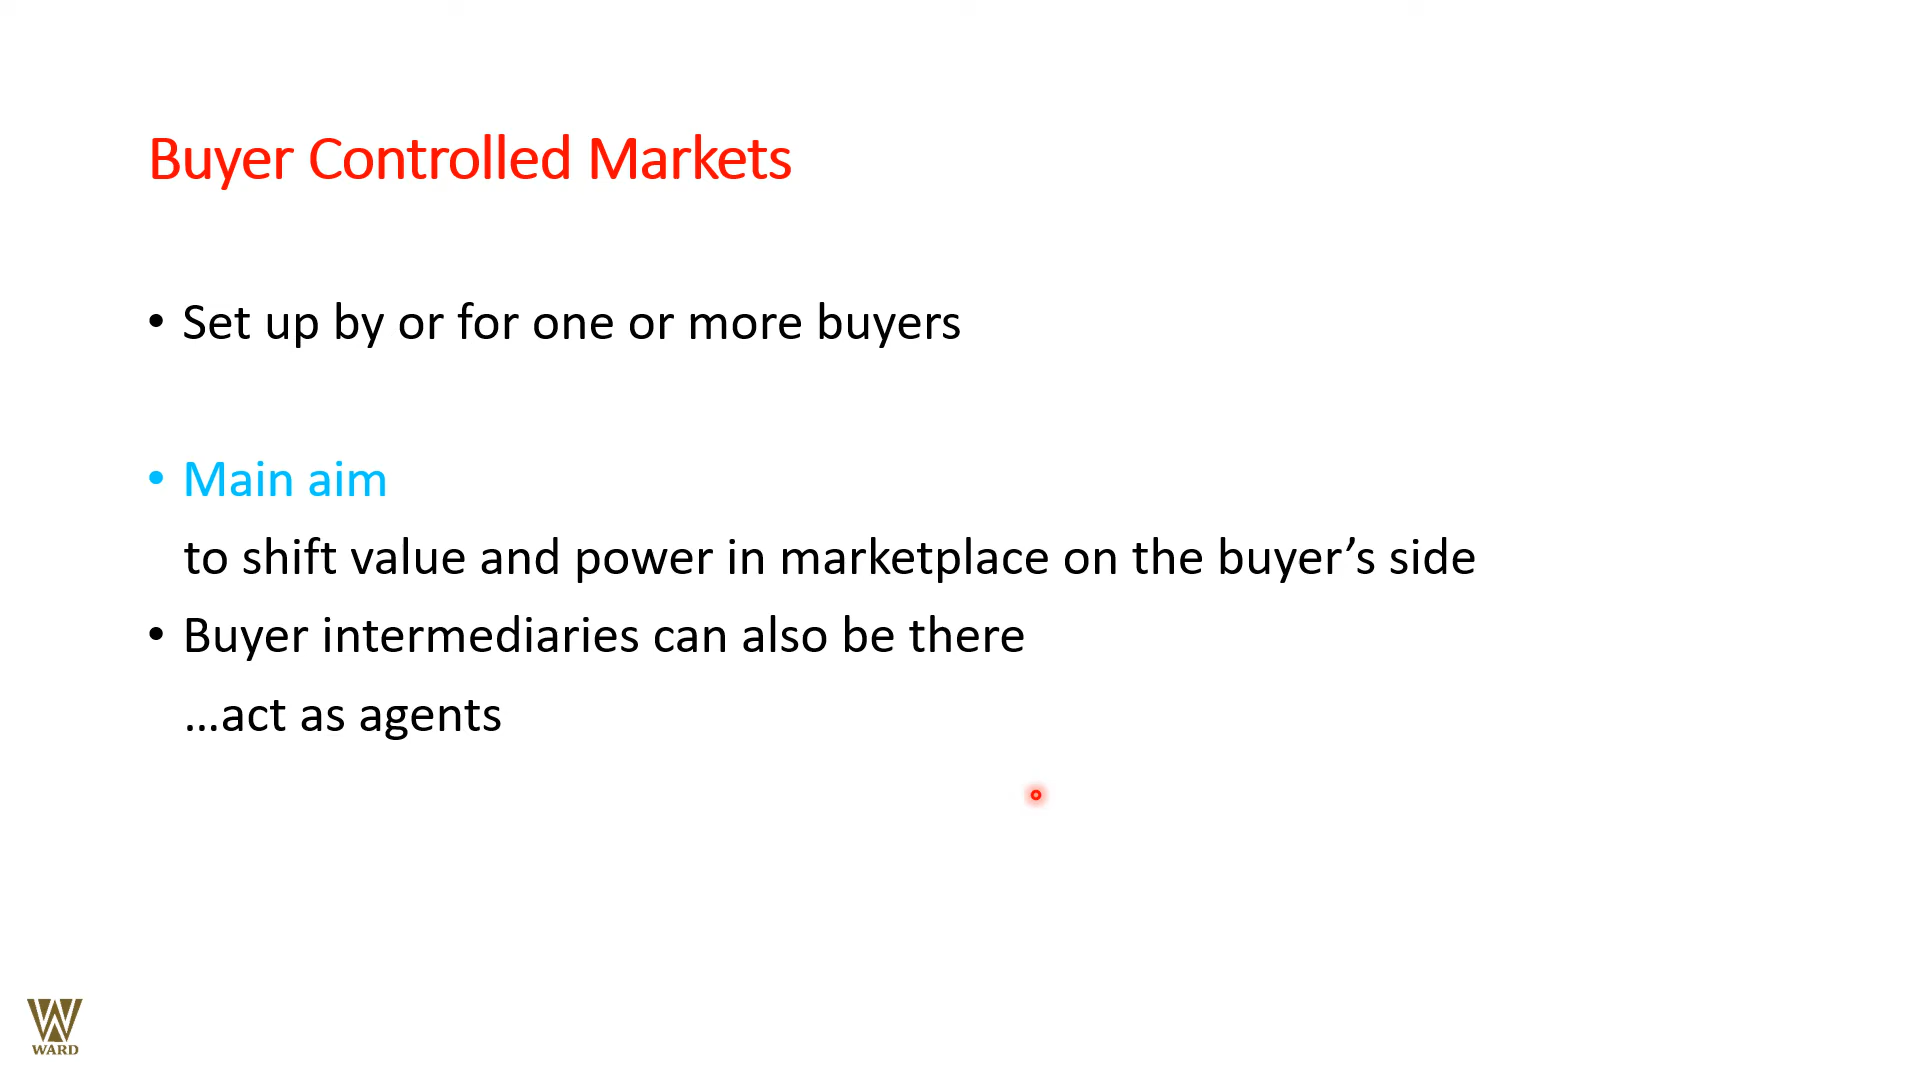 Buyer Controlled Markets
• Set up by or for one or more buyers
• Main aim
to shift value and power in marketplace on the buyer’s side
• Buyer intermediaries can also be there
...act as agents
WARD